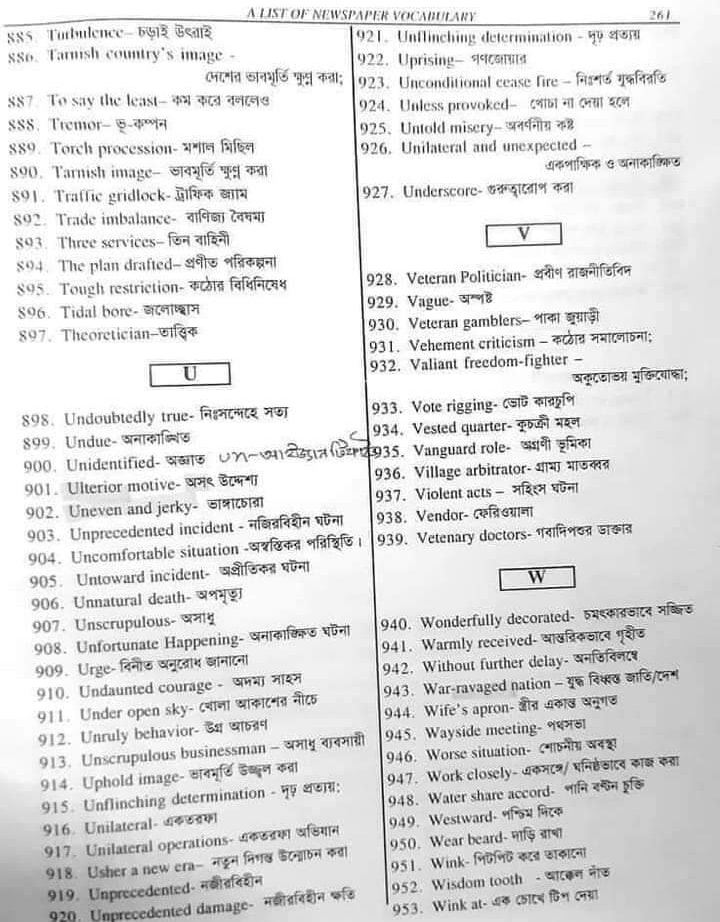 A LIST OF NEWSPAPER VOCABULARY 261
885. Turbulence– চড়াই উৎরাই
886. Tarnish country's image -
দেশের ভাবমূর্তি ক্ষুণ্ন করা;
887. To say the least– কম করে বললেও
888. Tremor– ভূ-কম্পন
889. Torch procession- মশাল মিছিল
890. Tarnish image– ভাবমূর্তি ক্ষুণ্ন করা
891. Traffic gridlock- ট্রাফিক জ্যাম
892. Trade imbalance- বাণিজ্য বৈষম্য
893. Three services– তিন বাহিনী
894. The plan drafted– প্রণীত পরিকল্পনা
895. Tough restriction- কঠোর বিধিনিষেধ
896. Tidal bore- জলোচ্ছ্বাস
897. Theoretician–তাত্ত্বিক
U
898. Undoubtedly true- নিঃসন্দেহে সত্য
899. Undue- অনাকাঙ্খিত
900. Unidentified- অজ্ঞাত
901. Ulterior motive- অসৎ উদ্দেশ্য
902. Uneven and jerky- ভাঙ্গাচোরা
903. Unprecedented incident - নজিরবিহীন ঘটনা
904. Uncomfortable situation -অস্বস্তিকর পরিস্থিতি।
905. Untoward incident- অপ্রীতিকর ঘটনা
906. Unnatural death- অপমৃত্যু
907. Unscrupulous- অসাধু
908. Unfortunate Happening- অনাকাঙ্ক্ষিত ঘটনা
909. Urge- বিনীত অনুরোধ জানানো
910. Undaunted courage - অদম্য সাহস
911. Under open sky- খোলা আকাশের নীচে
912. Unruly behavior- উগ্র আচরণ
913. Unscrupulous businessman – অসাধু ব্যবসায়ী
914. Uphold image- ভাবমূর্তি উজ্জ্বল করা
915. Unflinching determination - দৃঢ় প্রত্যয়;
916. Unilateral- একতরফা
917. Unilateral operations- একতরফা অভিযান
918. Usher a new era– নতুন দিগন্ত উন্মোচন করা
919. Unprecedented- নজীরবিহীন
920. Unprecedented damage- নজীরবিহীন ক্ষতি
921. Unflinching determination - দৃঢ় প্রত্যয়
922. Uprising– গণজোয়ার
923. Unconditional cease fire – নিঃশর্ত যুদ্ধবিরতি
924. Unless provoked– খোচা না দেয়া হলে
925. Untold misery– অবর্ণনীয় কষ্ট
926. Unilateral and unexpected –
একপাক্ষিক ও অনাকাঙ্ক্ষিত
927. Underscore- গুরুত্বারোপ করা
V
928. Veteran Politician- প্রবীণ রাজনীতিবিদ
929. Vague- অস্পষ্ট
930. Veteran gamblers– পাকা জুয়াড়ী
931. Vehement criticism – কঠোর সমালোচনা;
932. Valiant freedom-fighter –
অকুতোভয় মুক্তিযোদ্ধা;
933. Vote rigging- ভোট কারচুপি
934. Vested quarter- কুচক্রী মহল
935. Vanguard role- অগ্রণী ভূমিকা
936. Village arbitrator- গ্রাম্য মাতব্বর
937. Violent acts – সহিংস ঘটনা
938. Vendor- ফেরিওয়ালা
939. Vetenary doctors- গবাদিপশুর ডাক্তার
W
940. Wonderfully decorated- চমৎকারভাবে সজ্জিত
941. Warmly received- আন্তরিকভাবে গৃহীত
942. Without further delay- অনতিবিলম্বে
943. War-ravaged nation – যুদ্ধ বিধ্বস্ত জাতি/দেশ
944. Wife's apron- স্ত্রীর একান্ত অনুগত
945. Wayside meeting- পথসভা
946. Worse situation- শোচনীয় অবস্থা
947. Work closely- একসঙ্গে/ ঘনিষ্ঠভাবে কাজ করা
948. Water share accord- পানি বণ্টন চুক্তি
949. Westward- পশ্চিম দিকে
950. Wear beard- দাড়ি রাখা
951. Wink- পিটপিট করে তাকানো
952. Wisdom tooth - আক্কেল দাঁত
953. Wink at- এক চোখে টিপ দেয়া